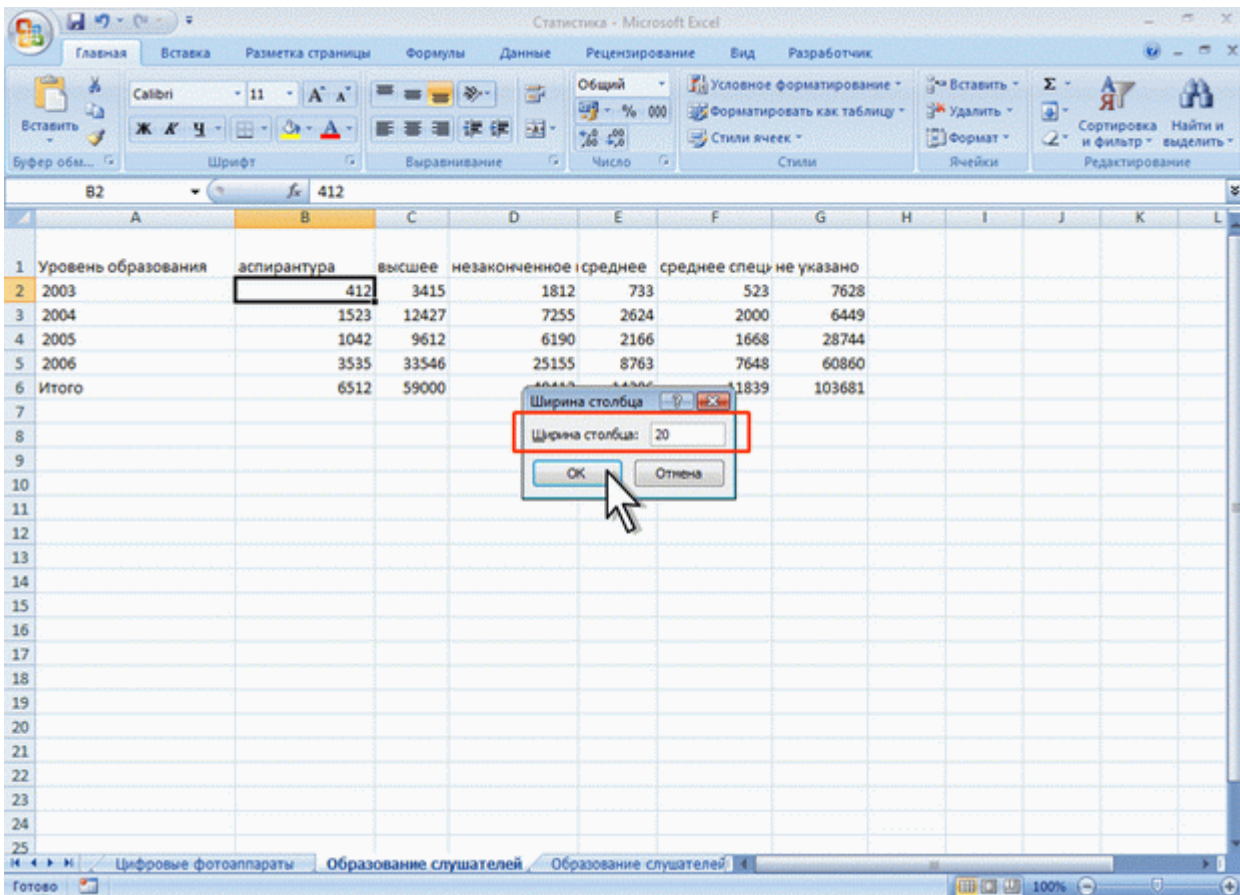 Статистика - Microsoft Excel
Главная Вставка Разметка страницы Формулы Данные Рецензирование Вид Разработчик
Calibri 11 Общий Условное форматирование Вставить Σ
Вставить Ж К Ч % 000 Форматировать как таблицу Удалить Сортировка и фильтр Найти и выделить
Стили ячеек Формат
Буфер обм... Шрифт Выравнивание Число Стили Ячейки Редактирование
B2 fx 412
A B C D E F G H I J K L
1 Уровень образования аспирантура высшее незаконченное среднее среднее специ не указано
2 2003 412 3415 1812 733 523 7628
3 2004 1523 12427 7255 2624 2000 6449
4 2005 1042 9612 6190 2166 1668 28744
5 2006 3535 33546 25155 8763 7648 60860
6 Итого 6512 59000 11839 103681
Ширина столбца
7
8 Ширина столбца: 20
9
10 ОК Отмена
11
12
13
14
15
16
17
18
19
20
21
22
23
24
25
Цифровые фотоаппараты Образование слушателей Образование слушателей
Готово 100%